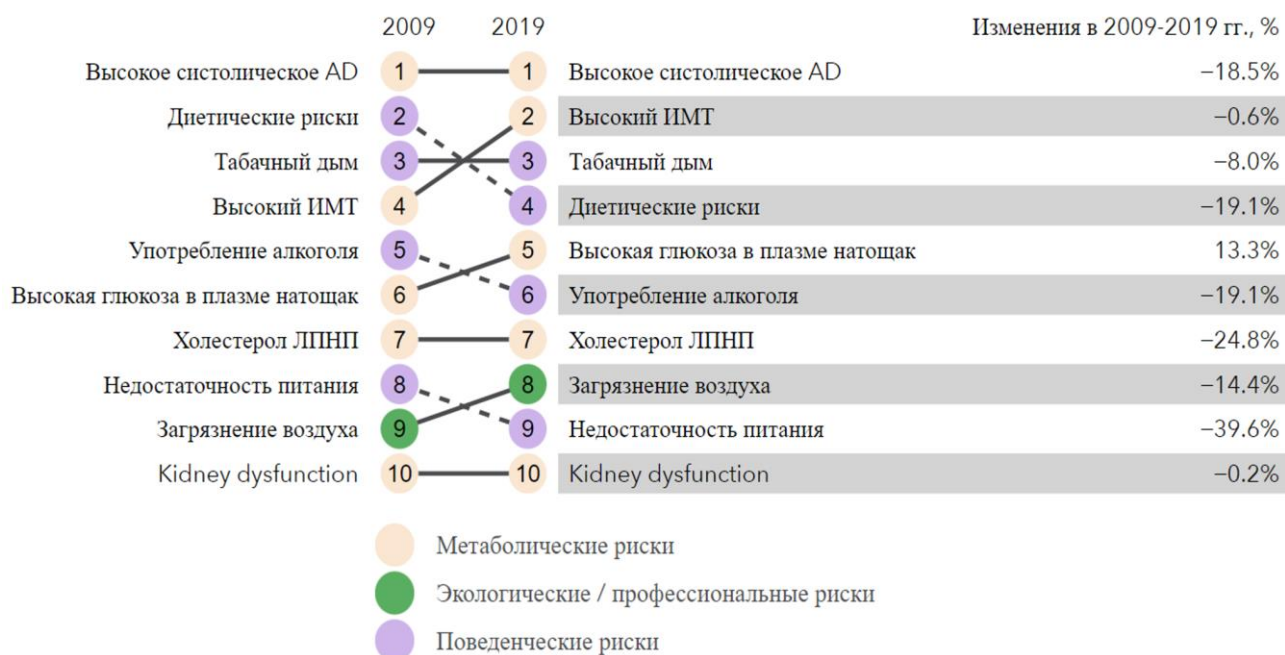 2009 2019 Изменения в 2009-2019 гг., %
Высокое систолическое AD 1 1 Высокое систолическое AD −18.5%
Диетические риски 2 2 Высокий ИМТ −0.6%
Табачный дым 3 3 Табачный дым −8.0%
Высокий ИМТ 4 4 Диетические риски −19.1%
Употребление алкоголя 5 5 Высокая глюкоза в плазме натощак 13.3%
Высокая глюкоза в плазме натощак 6 6 Употребление алкоголя −19.1%
Холестерол ЛПНП 7 7 Холестерол ЛПНП −24.8%
Недостаточность питания 8 8 Загрязнение воздуха −14.4%
Загрязнение воздуха 9 9 Недостаточность питания −39.6%
Kidney dysfunction 10 10 Kidney dysfunction −0.2%
Метаболические риски
Экологические / профессиональные риски
Поведенческие риски